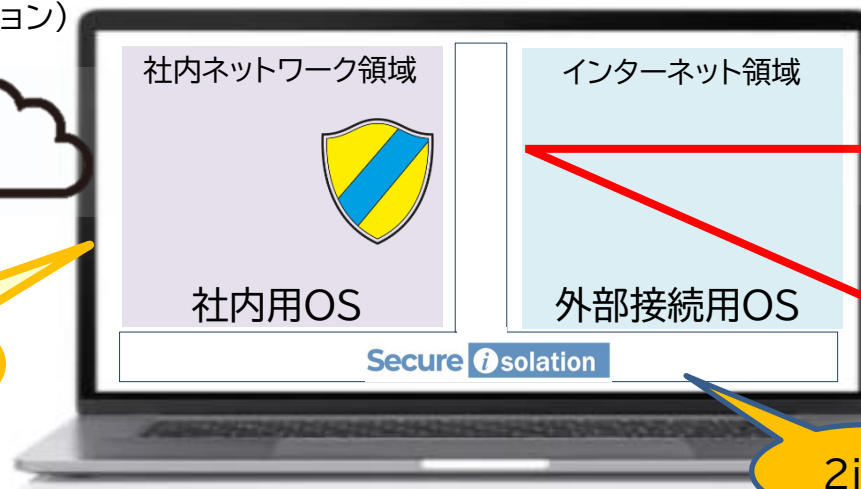 ョン）
社内ネットワーク領域
インターネット領域
社内用OS
外部接続用OS
Secure isolation
2i